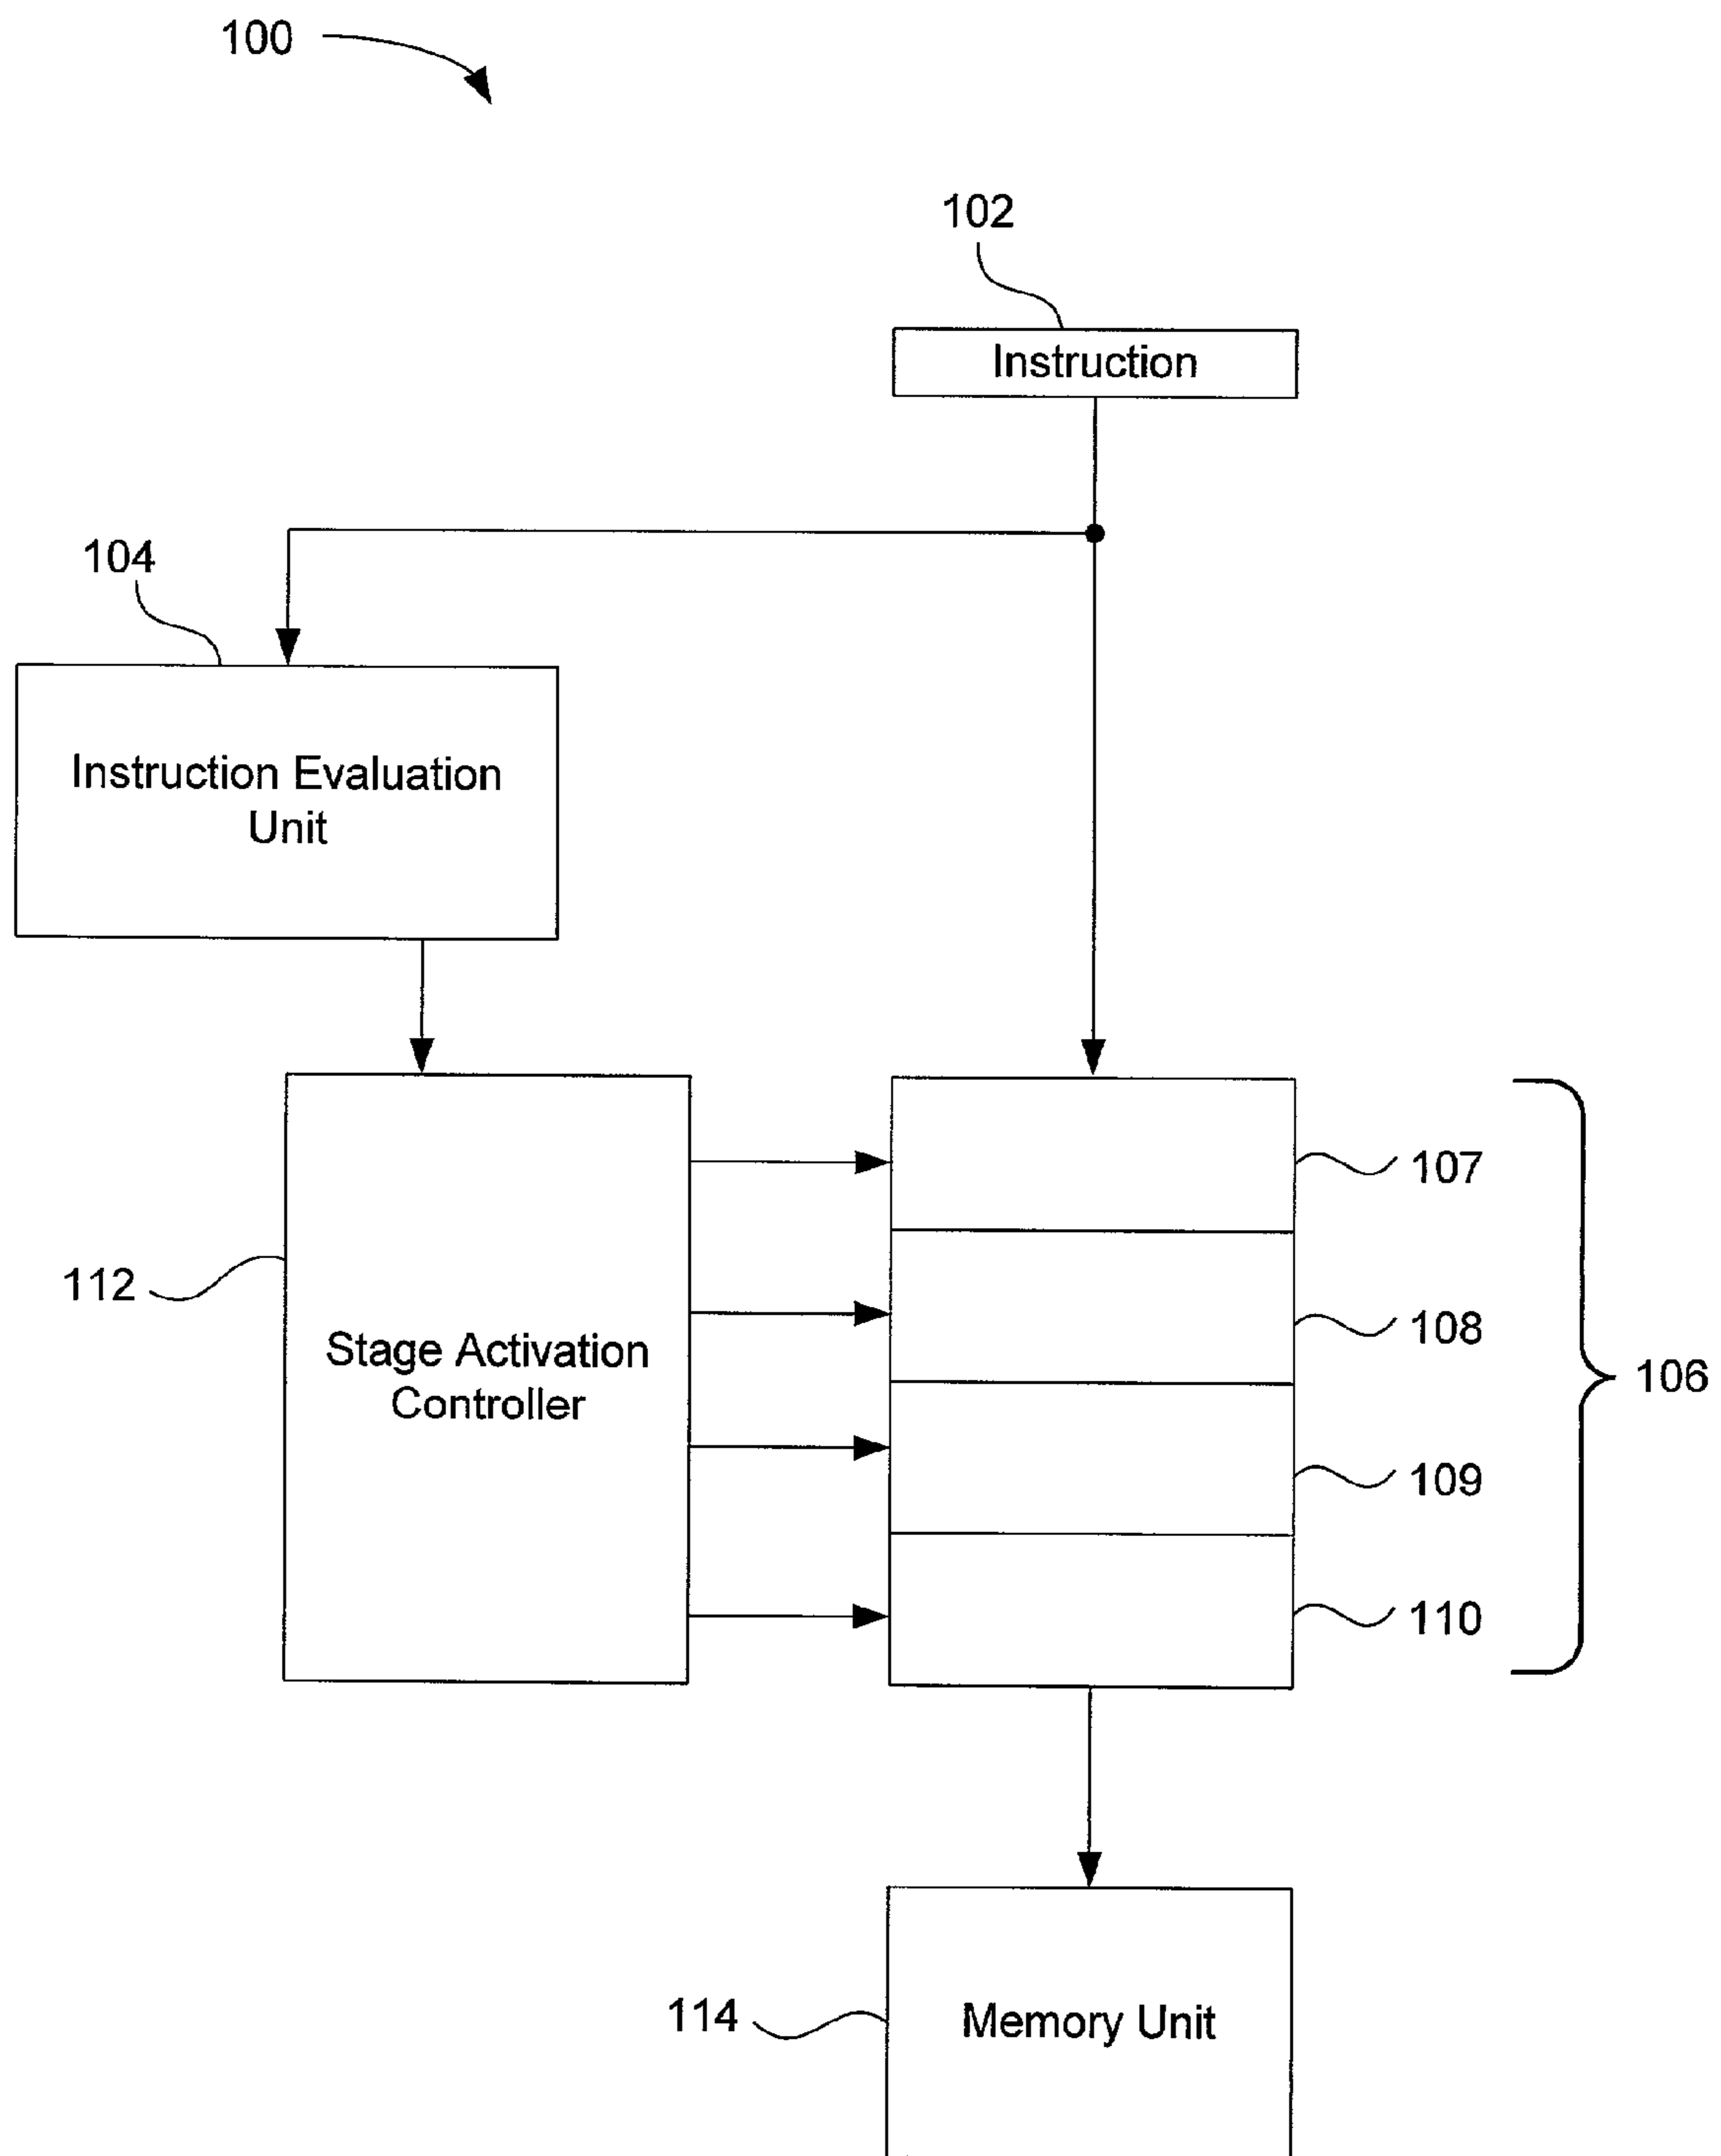 100
102
Instruction
104
Instruction Evaluation
Unit
107
112
108
Stage Activation
Controller
106
109
110
114
Memory Unit